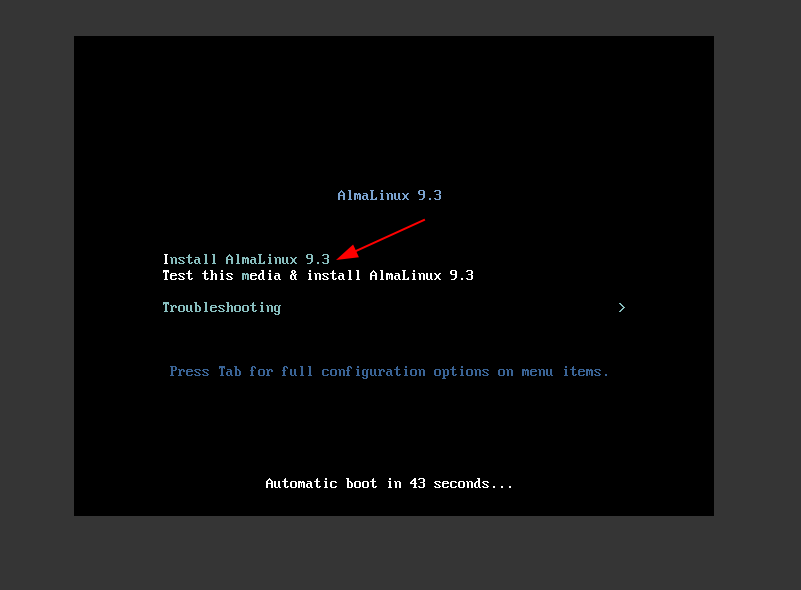 AlmaLinux 9.3
Install AlmaLinux 9.3
Test this media & install AlmaLinux 9.3
Troubleshooting >
Press Tab for full configuration options on menu items.
Automatic boot in 43 seconds...